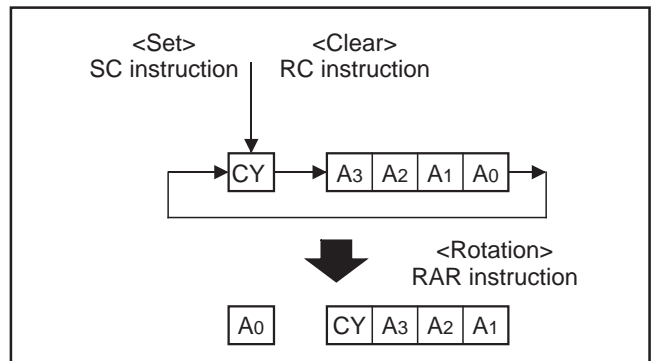 <Set> <Clear>
SC instruction RC instruction
CY A3 A2 A1 A0
<Rotation>
RAR instruction
A0 CY A3 A2 A1